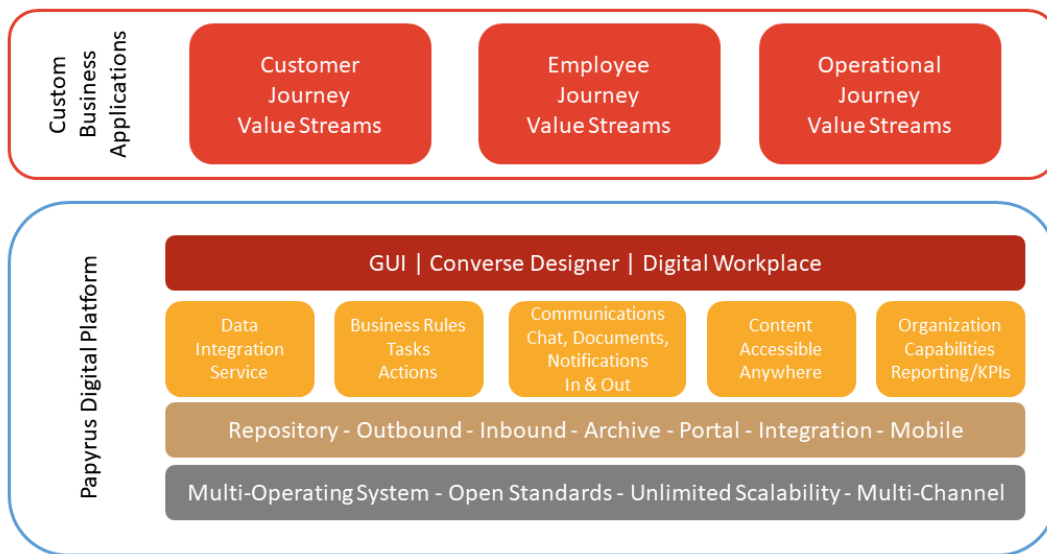 Custom
Business
Applications
Customer
Journey
Value Streams
Employee
Journey
Value Streams
Operational
Journey
Value Streams
Papyrus Digital Platform
GUI | Converse Designer | Digital Workplace
Data
Integration
Service
Business Rules
Tasks
Actions
Communications
Chat, Documents,
Notifications
In & Out
Content
Accessible
Anywhere
Organization
Capabilities
Reporting/KPIs
Repository - Outbound - Inbound - Archive - Portal - Integration - Mobile
Multi-Operating System - Open Standards - Unlimited Scalability - Multi-Channel